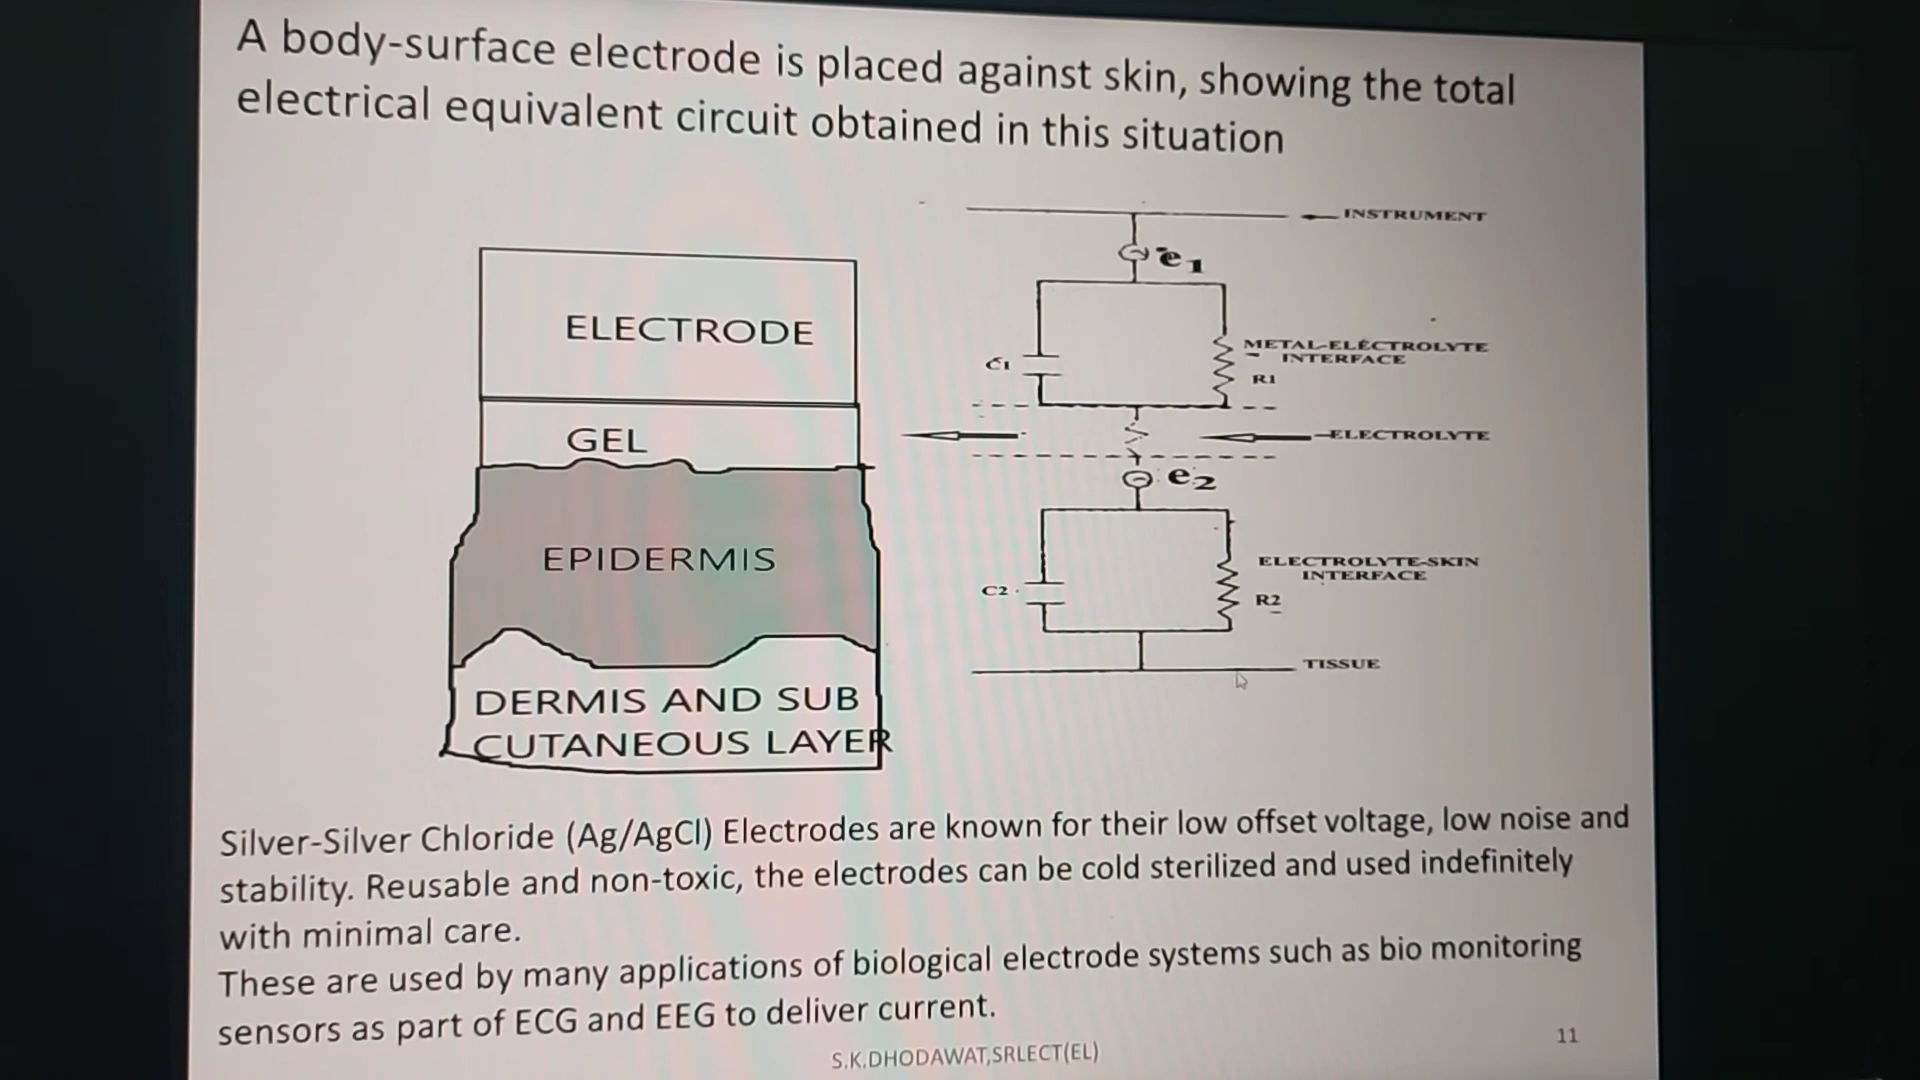 A body-surface electrode is placed against skin, showing the total
electrical equivalent circuit obtained in this situation
INSTRUMENT
e1
ELECTRODE
C1
METAL-ELECTROLYTE
INTERFACE
R1
GEL
ELECTROLYTE
e2
EPIDERMIS
C2
ELECTROLYTE-SKIN
INTERFACE
R2
TISSUE
DERMIS AND SUB
CUTANEOUS LAYER
Silver-Silver Chloride (Ag/AgCl) Electrodes are known for their low offset voltage, low noise and
stability. Reusable and non-toxic, the electrodes can be cold sterilized and used indefinitely
with minimal care.
These are used by many applications of biological electrode systems such as bio monitoring
sensors as part of ECG and EEG to deliver current.
S.K.DHODAWAT,SRLECT(EL)
11